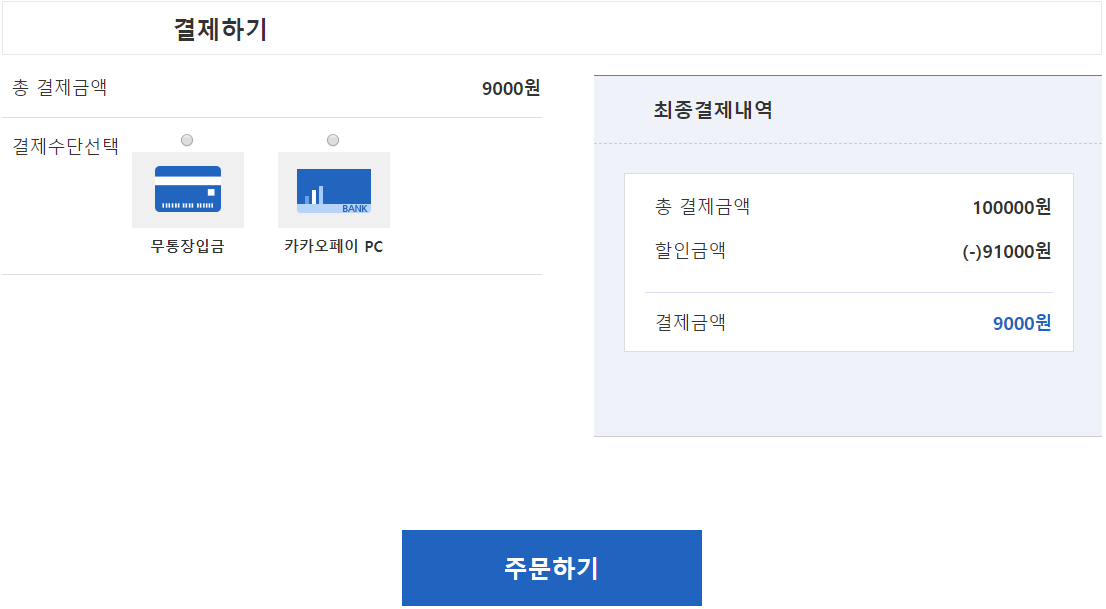 결제하기
총 결제금액 9000원
결제수단선택
BANK
무통장입금 카카오페이 PC
최종결제내역
총 결제금액 100000원
할인금액 (-)91000원
결제금액 9000원
주문하기